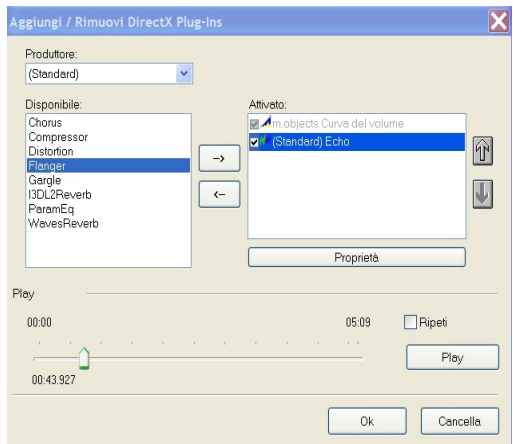 Aggiungi / Rimuovi DirectX Plug-Ins
Produttore:
(Standard)
Disponibile:
Chorus
Compressor
Distortion
Flanger
Gargle
I3DL2Reverb
ParamEq
WavesReverb
-->
<--
Attivato:
m.objects Curva del volume
(Standard) Echo
Proprietà
Play
00:00
05:09
Ripeti
00:43.927
Play
Ok
Cancella